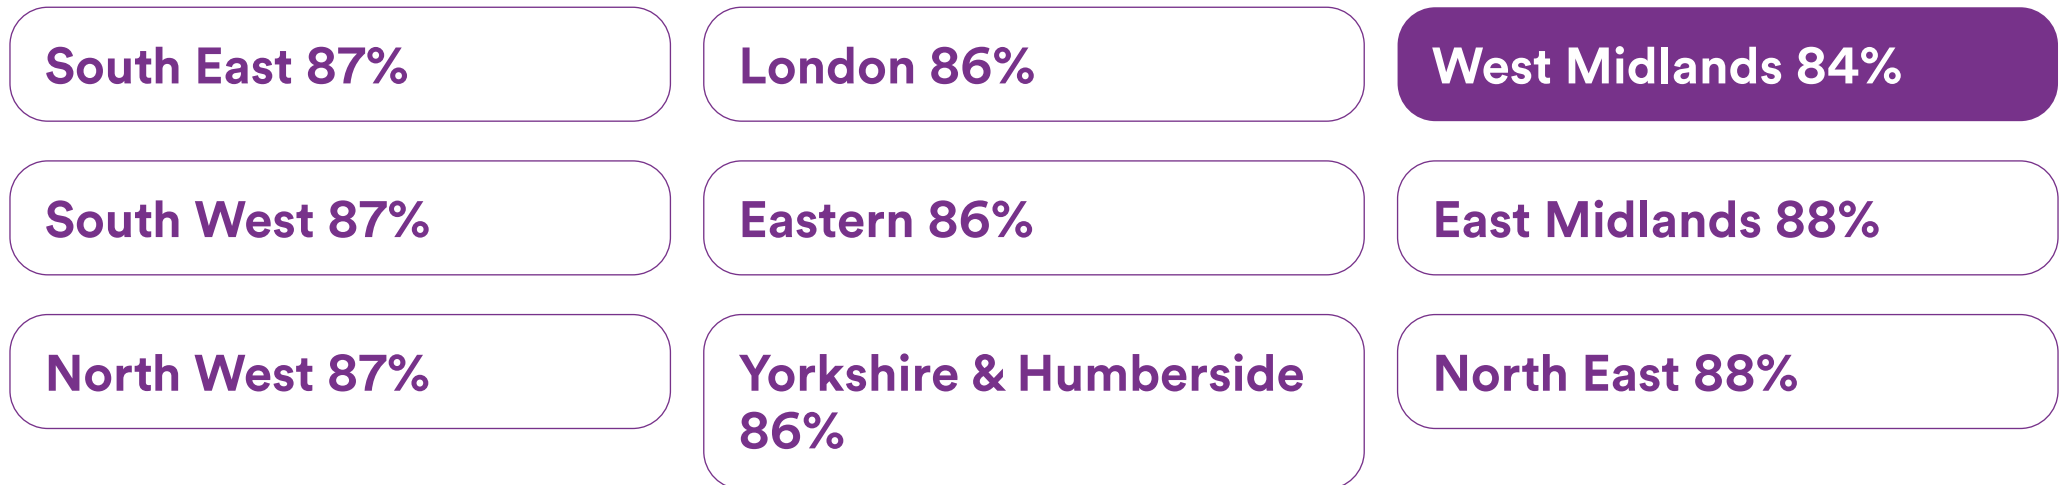 South East 87%
London 86%
West Midlands 84%
South West 87%
Eastern 86%
East Midlands 88%
North West 87%
Yorkshire & Humberside
86%
North East 88%